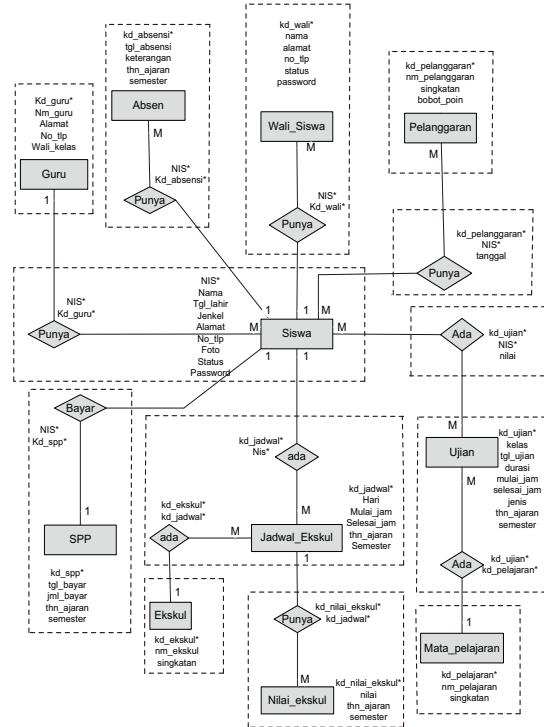 kd_absensi*
tgl_absensi
keterangan
thn_ajaran
semester
Absen
M
NIS*
Kd_absensi*
Punya
kd_wali*
nama
alamat
no_tlp
status
password
Wali_Siswa
M
NIS*
Kd_wali*
Punya
kd_pelanggaran*
nm_pelanggaran
singkatan
bobot_poin
Pelanggaran
M
kd_pelanggaran*
NIS*
tanggal
Punya
Kd_guru*
Nm_guru
Alamat
No_tlp
Wali_kelas
Guru
1
NIS*
Kd_guru*
Punya
NIS*
Nama
Tgl_lahir
Jenkel
Alamat
No_tlp
Foto
Status
Password
1
1
M
M
Siswa
M
1
1
Ada
kd_ujian*
NIS*
nilai
Bayar
NIS*
Kd_spp*
1
SPP
kd_spp*
tgl_bayar
jml_bayar
thn_ajaran
semester
kd_jadwal*
Nis*
ada
M
kd_jadwal*
Hari
Mulai_jam
Selesai_jam
thn_ajaran
Semester
kd_ekskul*
kd_jadwal*
ada
M
Jadwal_Ekskul
1
1
Ekskul
kd_ekskul*
nm_ekskul
singkatan
Punya
kd_nilai_ekskul*
kd_jadwal*
M
Nilai_ekskul
kd_nilai_ekskul*
nilai
thn_ajaran
semester
M
Ujian
M
kd_ujian*
kelas
tgl_ujian
durasi
mulai_jam
selesai_jam
jenis
thn_ajaran
semester
Ada
kd_ujian*
kd_pelajaran*
1
Mata_pelajaran
kd_pelajaran*
nm_pelajaran
singkatan